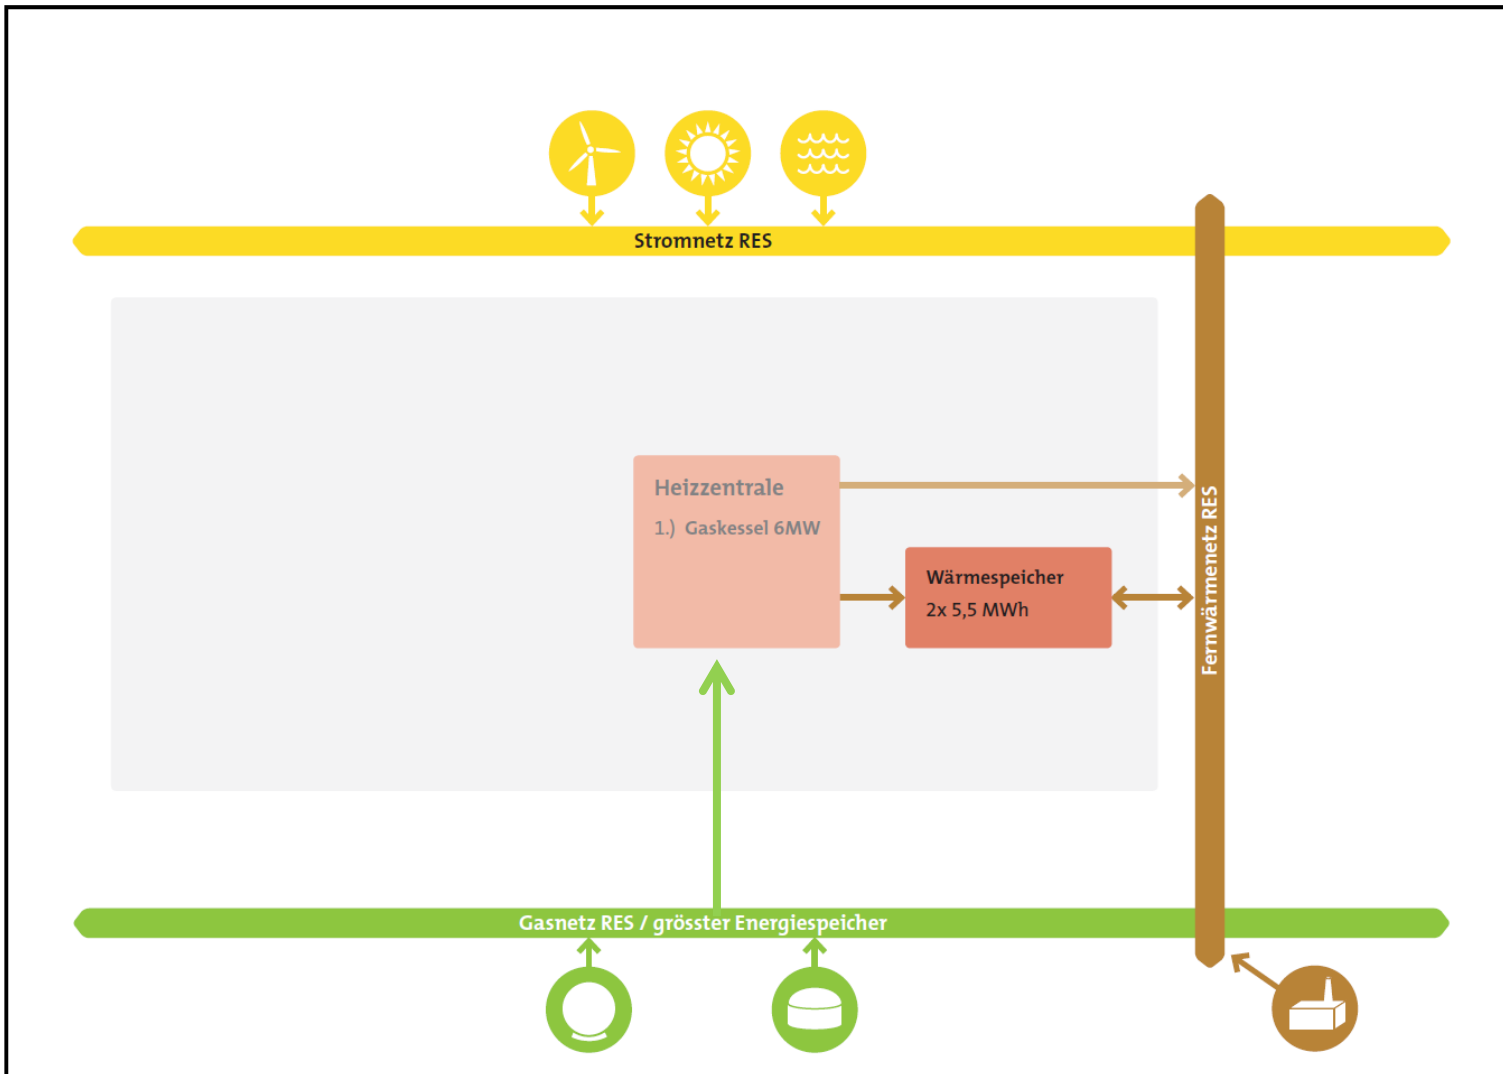 Stromnetz RES
Heizzentrale
1.) Gaskessel 6MW
Wärmespeicher
2x 5,5 MWh
Fernwärmenetz RES
Gasnetz RES / grösster Energiespeicher